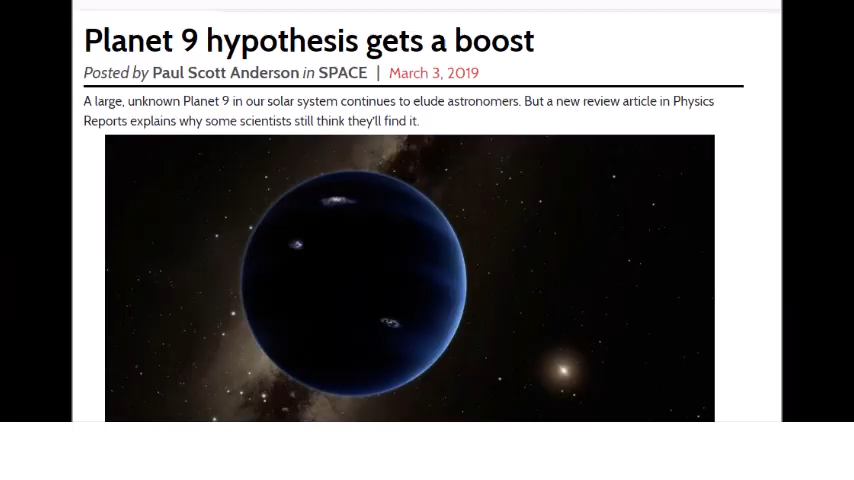 Planet 9 hypothesis gets a boost
Posted by Paul Scott Anderson in SPACE | March 3, 2019
A large, unknown Planet 9 in our solar system continues to elude astronomers. But a new review article in Physics
Reports explains why some scientists still think they'll find it.